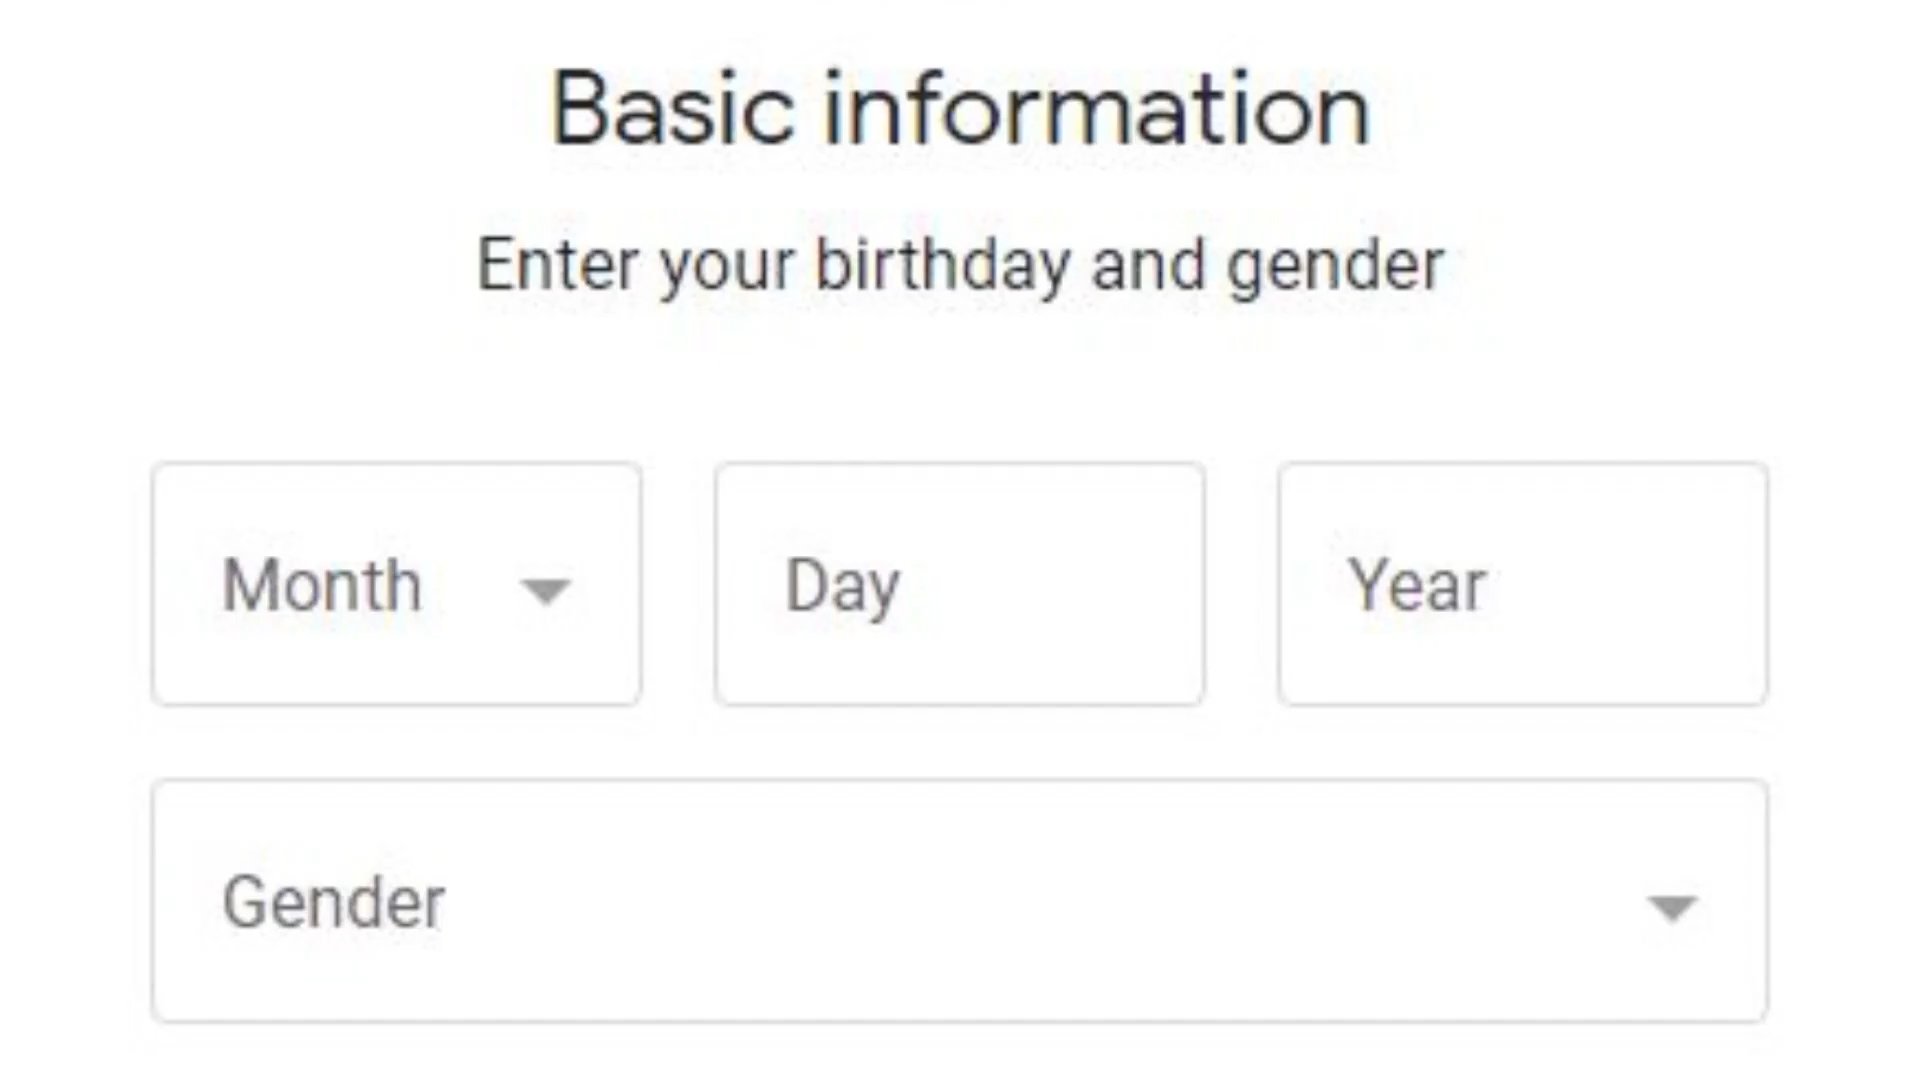 Basic information
Enter your birthday and gender
Month Day Year
Gender